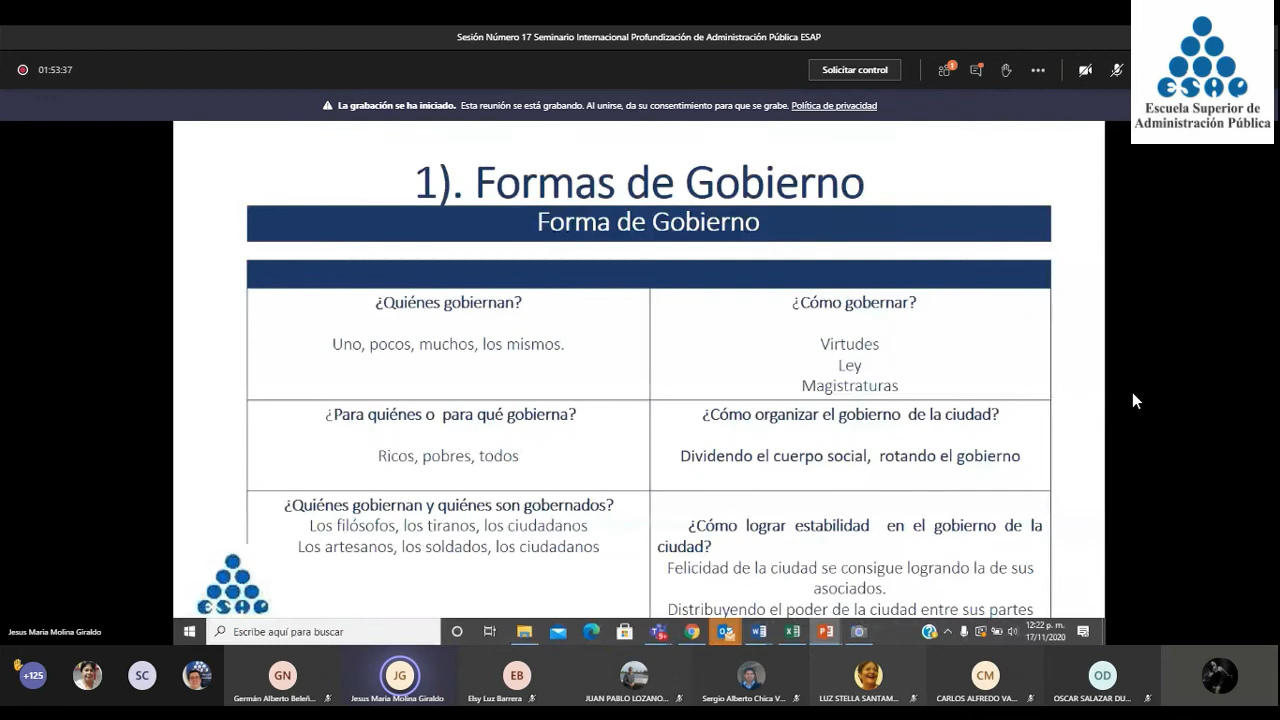 Sesión Número 17 Seminario Internacional Profundización de Administración Pública ESAP
01:53:37
Solicitar control
1
La grabación se ha iniciado. Esta reunión se está grabando. Al unirse, da su consentimiento para que se grabe. Política de privacidad
ESAP
Escuela Superior de
Administración Pública
1). Formas de Gobierno
Forma de Gobierno
¿Quiénes gobiernan?
Uno, pocos, muchos, los mismos.
¿Cómo gobernar?
Virtudes
Ley
Magistraturas
¿Para quiénes o para qué gobierna?
Ricos, pobres, todos
¿Cómo organizar el gobierno de la ciudad?
Dividendo el cuerpo social, rotando el gobierno
¿Quiénes gobiernan y quiénes son gobernados?
Los filósofos, los tiranos, los ciudadanos
Los artesanos, los soldados, los ciudadanos
¿Cómo lograr estabilidad en el gobierno de la
ciudad?
Felicidad de la ciudad se consigue logrando la de sus
asociados.
Distribuyendo el poder de la ciudad entre sus partes
ESAP
Jesus Maria Molina Giraldo
Escribe aquí para buscar
12:22 p. m.
17/11/2020
+125
SC
GN
Germán Alberto Beleñ...
JG
Jesus Maria Molina Giraldo
EB
Elsy Luz Barrera
JUAN PABLO LOZANO...
Sergio Alberto Chica V...
LUZ STELLA SANTAM...
CM
CARLOS ALFREDO VA...
OD
OSCAR SALAZAR DU...